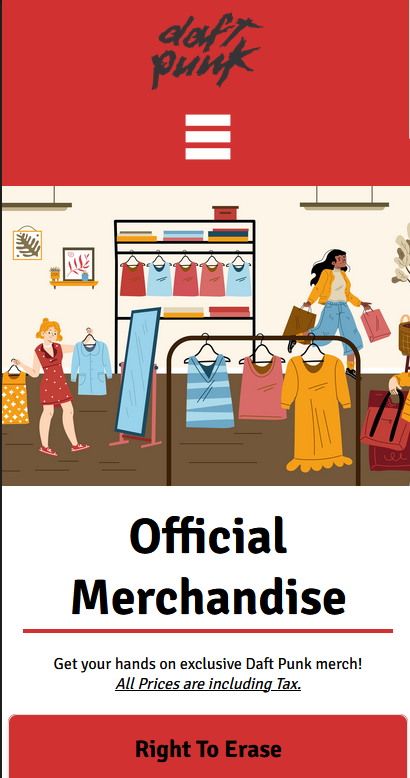 daft
punk
Official
Merchandise
Get your hands on exclusive Daft Punk merch!
All Prices are including Tax.
Right To Erase